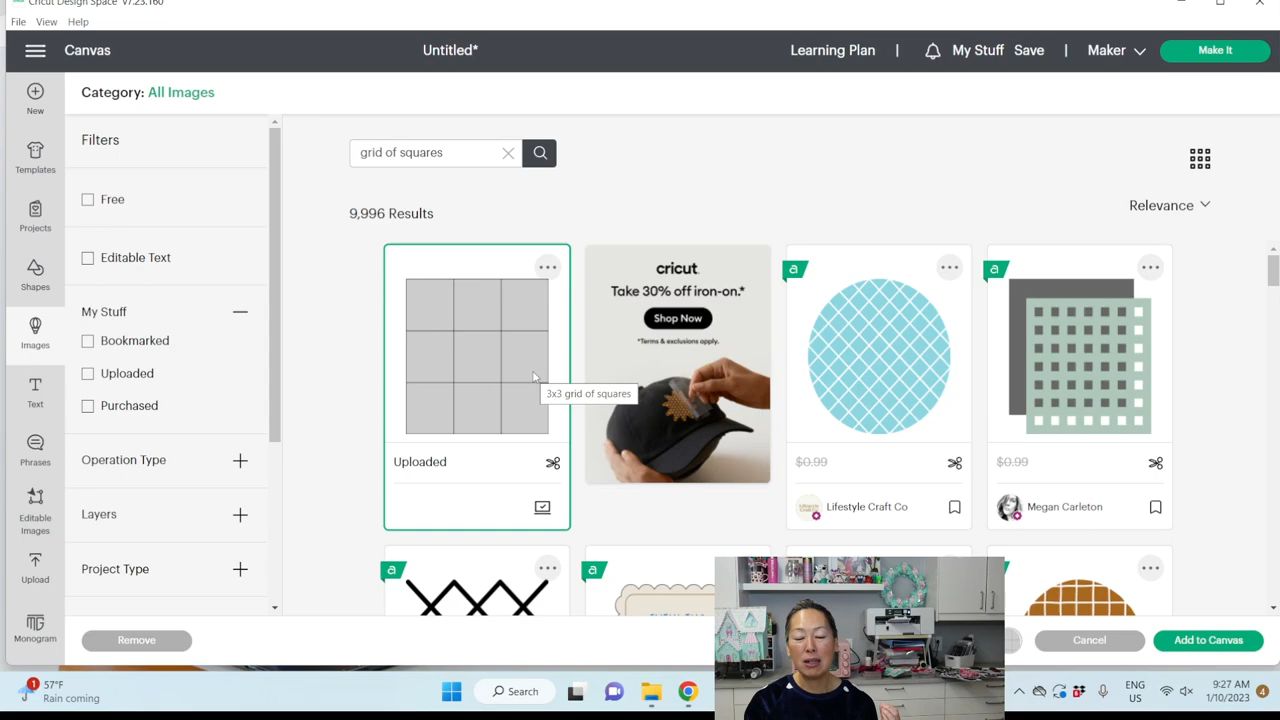 Cricut Design Space v7.23.160
File View Help
Canvas
Untitled*
Learning Plan | My Stuff Save | Maker Make It
New
Templates
Projects
Shapes
Images
Text
Phrases
Editable
Images
Upload
Monogram
Category: All Images
Filters
Free
Editable Text
My Stuff
Bookmarked
Uploaded
Purchased
Operation Type
Layers
Project Type
Remove
grid of squares
9,996 Results
Relevance
3x3 grid of squares
Uploaded
cricut
Take 30% off iron-on.*
Shop Now
*Terms & exclusions apply.
a
$0.99
Lifestyle Craft Co
a
$0.99
Megan Carleton
a
a
Cancel
Add to Canvas
1
57°F
Rain coming
Search
ENG
US
9:27 AM
1/10/2023
4